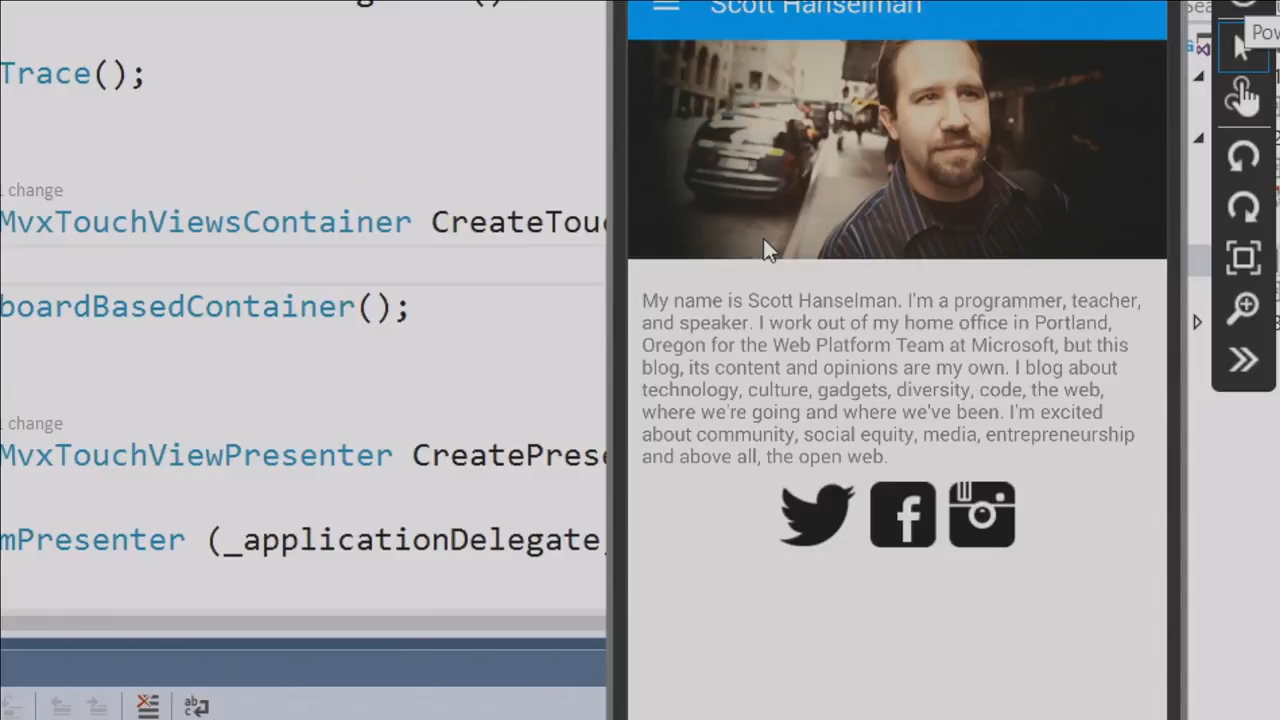 ()
Trace();
change
MvxTouchViewsContainer CreateTouc
boardBasedContainer();
change
MvxTouchViewPresenter CreatePrese
mPresenter (_applicationDelegate
Scott Hanselman
My name is Scott Hanselman. I'm a programmer, teacher,
and speaker. I work out of my home office in Portland,
Oregon for the Web Platform Team at Microsoft, but this
blog, its content and opinions are my own. I blog about
technology, culture, gadgets, diversity, code, the web,
where we're going and where we've been. I'm excited
about community, social equity, media, entrepreneurship
and above all, the open web.
Pow